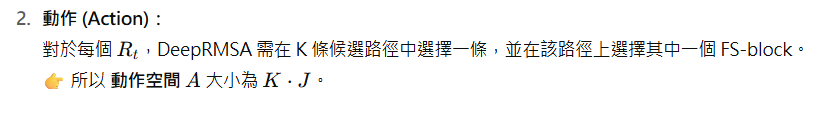 2. 動作 (Action)：
對於每個 R_t，DeepRMSA 需在 K 條候選路徑中選擇一條，並在該路徑上選擇其中一個 FS-block。
👉 所以 動作空間 A 大小為 K · J。